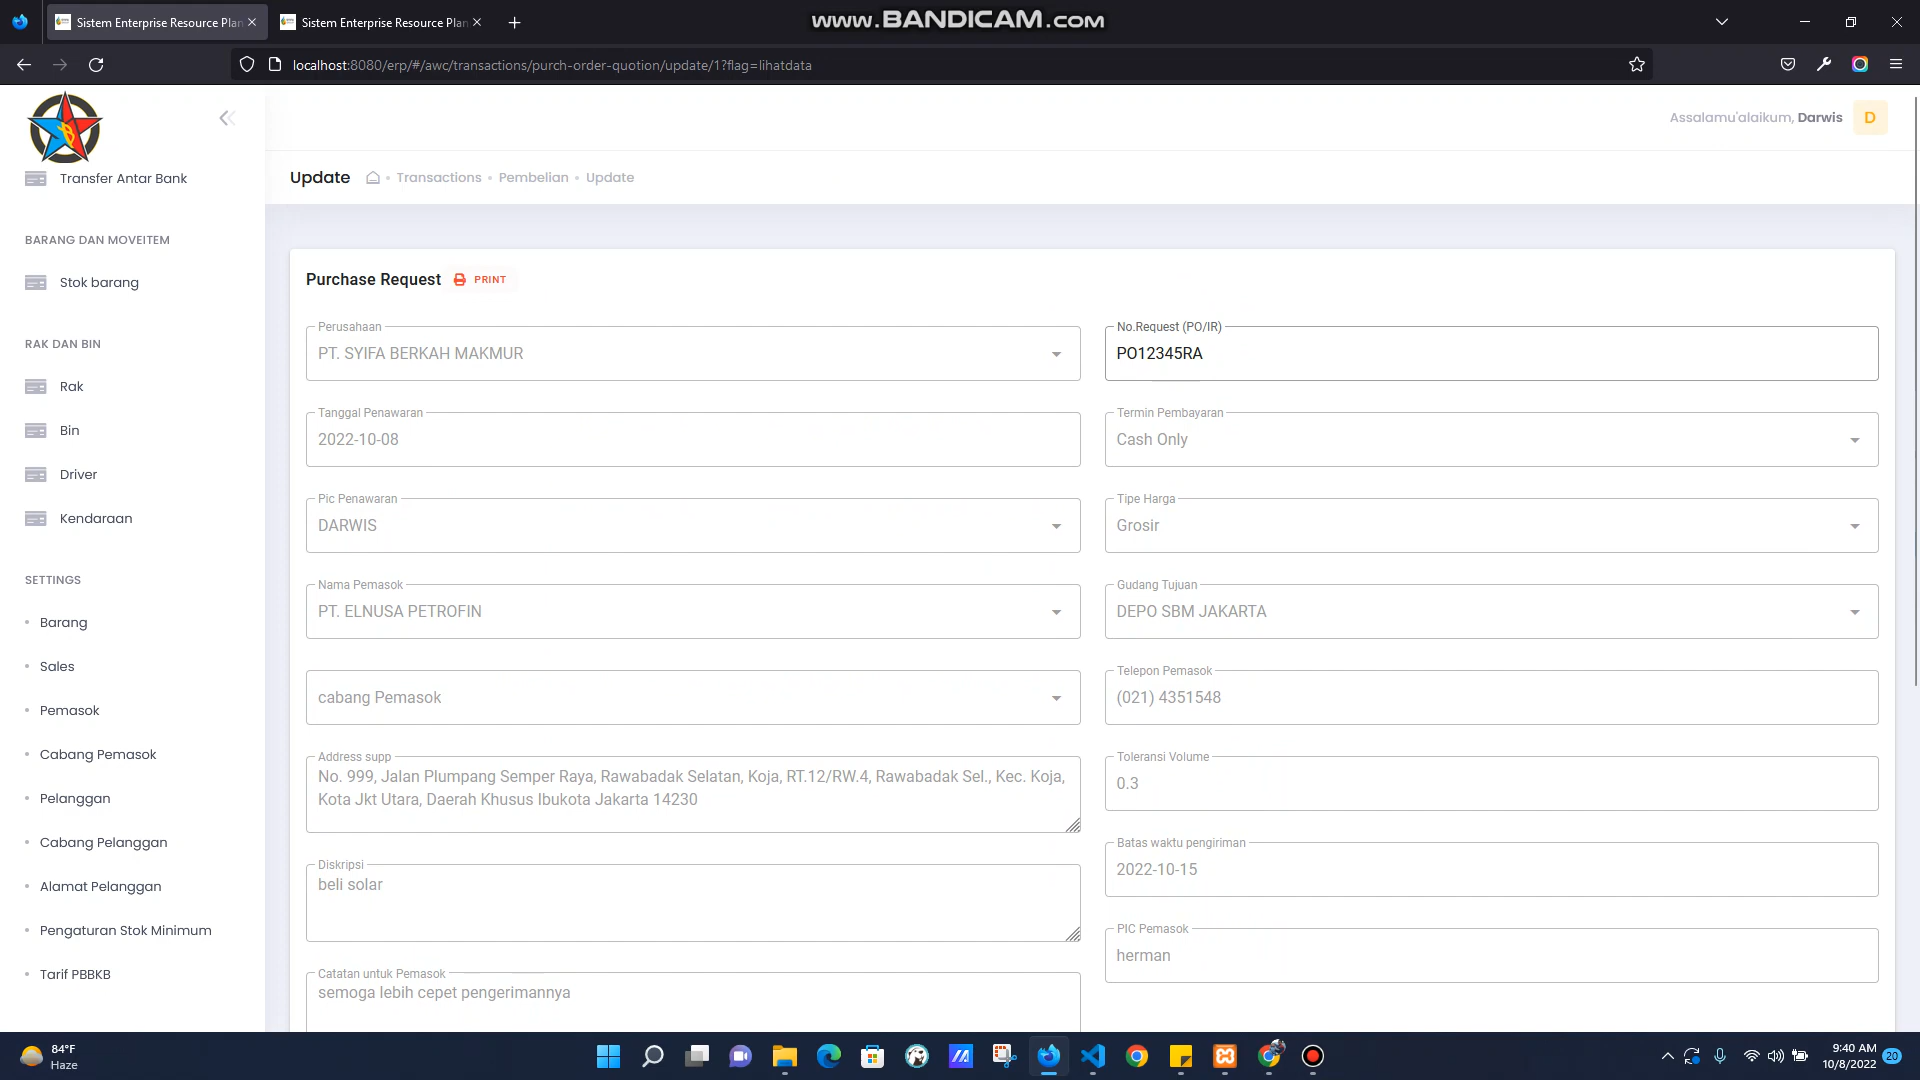 Sistem Enterprise Resource Plan
Sistem Enterprise Resource Plan
www.BANDICAM.com
localhost:8080/erp/#/awc/transactions/purch-order-quotion/update/1?flag=lihatdata
Assalamu'alaikum, Darwis D
Transfer Antar Bank
BARANG DAN MOVEITEM
Stok barang
RAK DAN BIN
Rak
Bin
Driver
Kendaraan
SETTINGS
Barang
Sales
Pemasok
Cabang Pemasok
Pelanggan
Cabang Pelanggan
Alamat Pelanggan
Pengaturan Stok Minimum
Tarif PBBKB
Update • Transactions • Pembelian • Update
Purchase Request PRINT
Perusahaan
PT. SYIFA BERKAH MAKMUR
No.Request (PO/IR)
PO12345RA
Tanggal Penawaran
2022-10-08
Termin Pembayaran
Cash Only
Pic Penawaran
DARWIS
Tipe Harga
Grosir
Nama Pemasok
PT. ELNUSA PETROFIN
Gudang Tujuan
DEPO SBM JAKARTA
cabang Pemasok
Telepon Pemasok
(021) 4351548
Address supp
No. 999, Jalan Plumpang Semper Raya, Rawabadak Selatan, Koja, RT.12/RW.4, Rawabadak Sel., Kec. Koja,
Kota Jkt Utara, Daerah Khusus Ibukota Jakarta 14230
Toleransi Volume
0.3
Diskripsi
beli solar
Batas waktu pengiriman
2022-10-15
PIC Pemasok
herman
Catatan untuk Pemasok
semoga lebih cepet pengerimannya
84°F
Haze
9:40 AM
10/8/2022
20